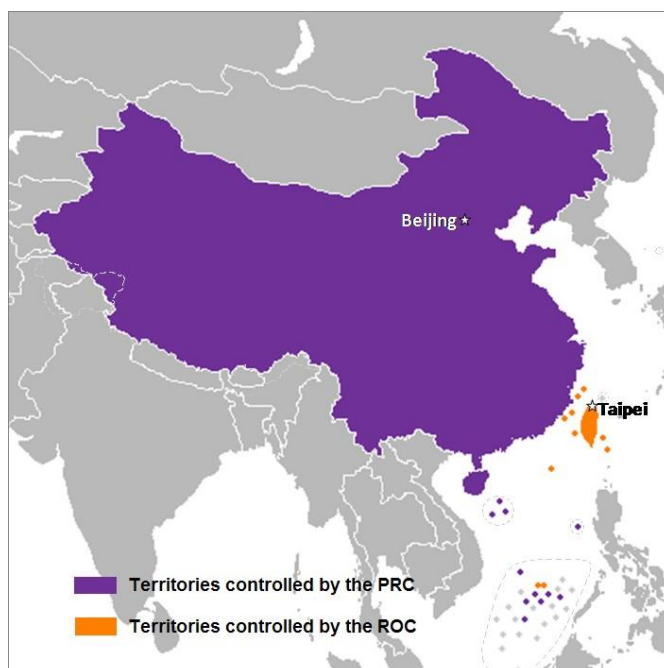 Beijing
Taipei
Territories controlled by the PRC
Territories controlled by the ROC